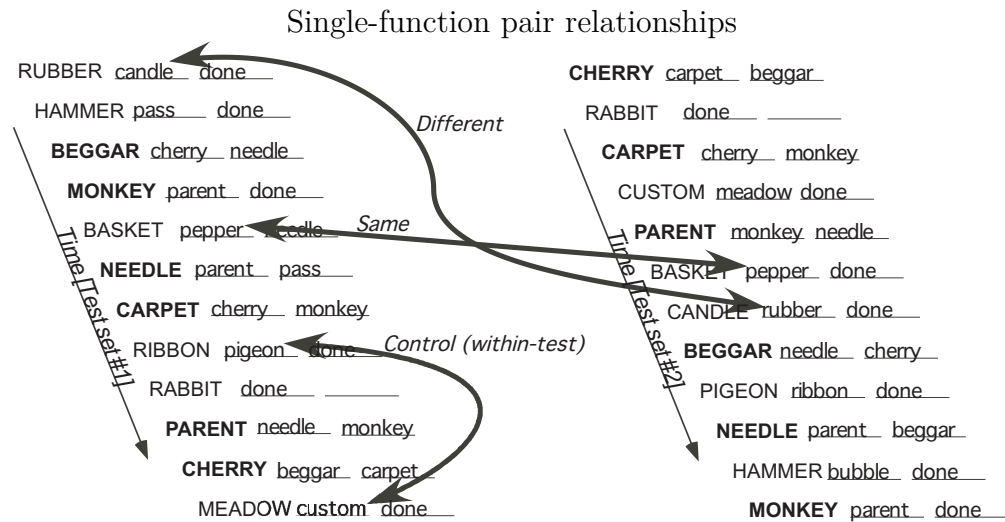 Single-function pair relationships
RUBBER candle done
HAMMER pass done
BEGGAR cherry needle
MONKEY parent done
BASKET pepper needle
NEEDLE parent pass
CARPET cherry monkey
RIBBON pigeon done
RABBIT done
PARENT needle monkey
CHERRY beggar carpet
MEADOW custom done
Time [Test set #1]
Different
Same
Control (within-test)
CHERRY carpet beggar
RABBIT done
CARPET cherry monkey
CUSTOM meadow done
PARENT monkey needle
BASKET pepper done
CANDLE rubber done
BEGGAR needle cherry
PIGEON ribbon done
NEEDLE parent beggar
HAMMER bubble done
MONKEY parent done
Time [Test set #2]